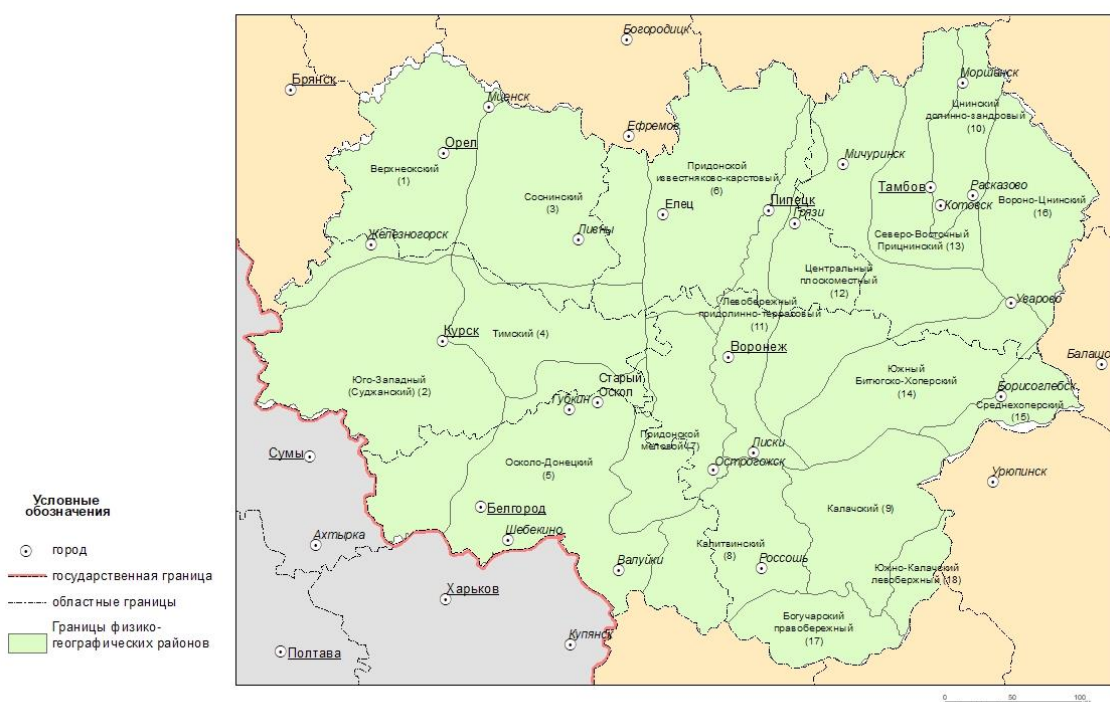 Богородицк
Брянск
Мценск
Моршанск
Цнинский
долинно-зандровый
(10)
Ефремов
Орел
Верхнеокский
(1)
Придонской
известняково-карстовый
(6)
Мичуринск
Тамбов
Расказово
Котовск
Вороно-Цнинский
(16)
Соснинский
(3)
Елец
Липецк
Грязи
Ливны
Железногорск
Северо-Восточный
Прицнинский (13)
Центральный
плоскоместный
(12)
Левобережный
придолинно-террасовый
(11)
Уварово
Курск
Тимский (4)
Воронеж
Балашо
Юго-Западный
(Суджанский) (2)
Старый
Оскол
Губкин
Южный
Битюгско-Хоперский
(14)
Борисоглебск
Среднехоперский
(15)
Придонской
меловой (7)
Лиски
Острогожск
Сумы
Осколо-Донецкий
(5)
Урюпинск
Белгород
Калачский (9)
Шебекино
Ахтырка
Капитвинский
(8)
Валуйки
Россошь
Южно-Калачский
левобержный (18)
Харьков
Богучарский
правобережный
(17)
Купянск
Полтава
Условные
обозначения
город
государственная граница
областные границы
Границы физико-
географических районов
0 50 100